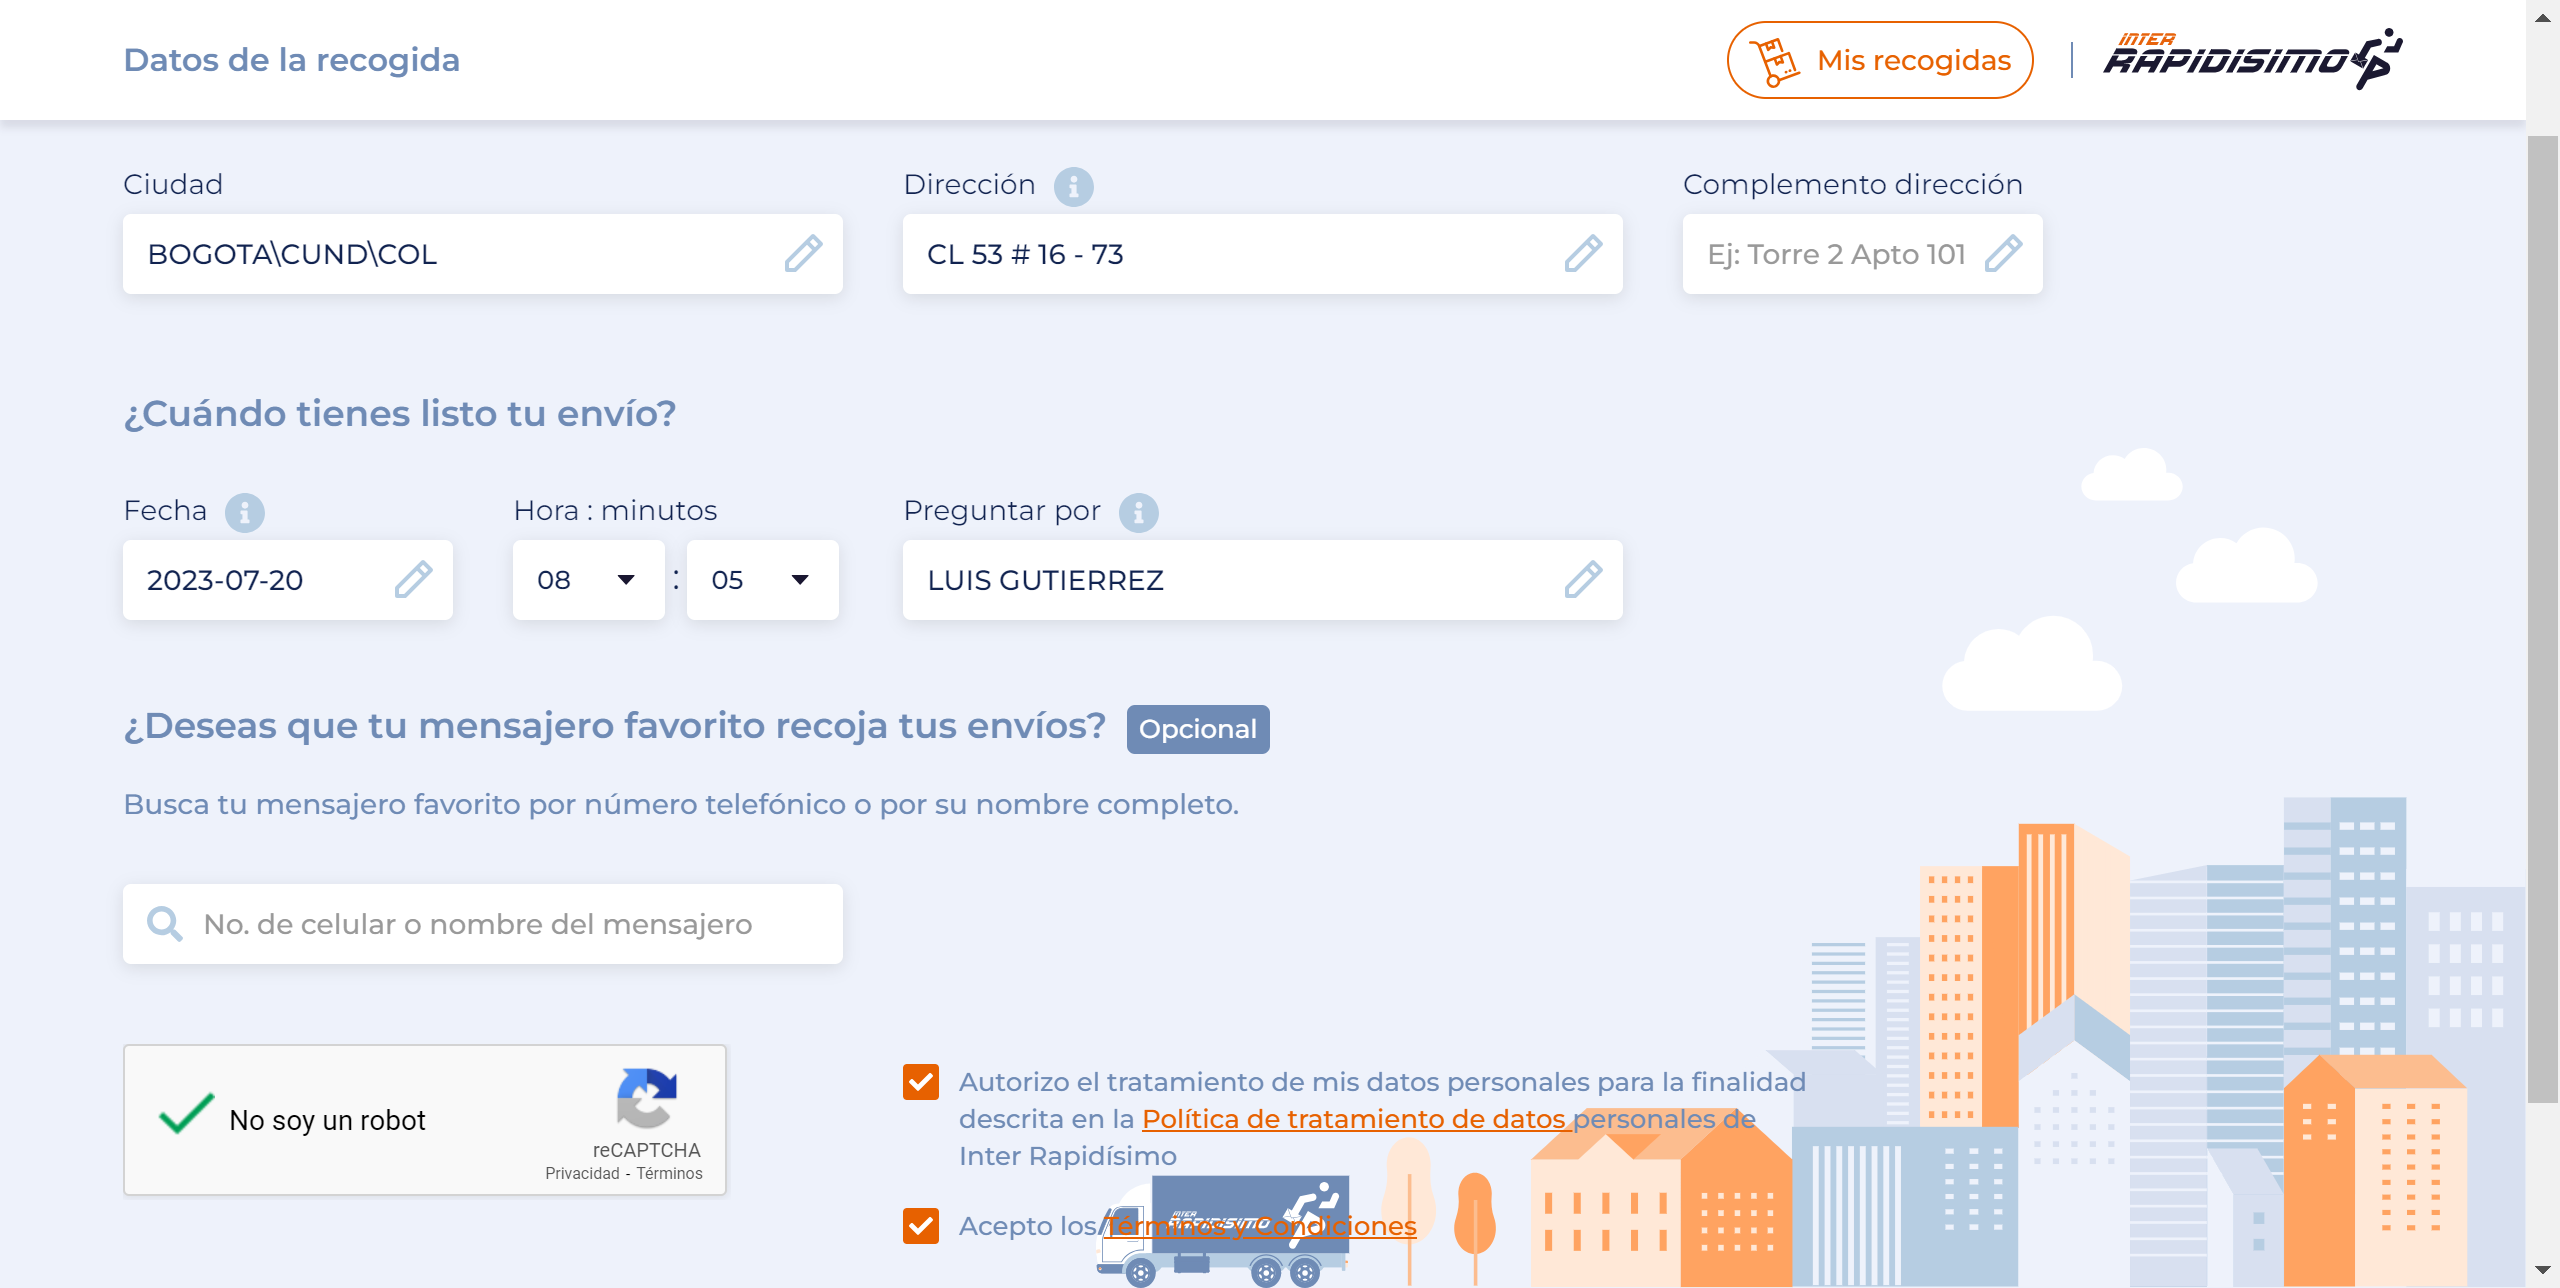 Datos de la recogida
Mis recogidas
INTER
RAPIDISIMO
Ciudad
Dirección
Complemento dirección
BOGOTA\CUND\COL
CL 53 # 16 - 73
Ej: Torre 2 Apto 101
¿Cuándo tienes listo tu envío?
Fecha
Hora : minutos
Preguntar por
2023-07-20
08
:
05
LUIS GUTIERREZ
¿Deseas que tu mensajero favorito recoja tus envíos?
Opcional
Busca tu mensajero favorito por número telefónico o por su nombre completo.
No. de celular o nombre del mensajero
No soy un robot
reCAPTCHA
Privacidad - Términos
Autorizo el tratamiento de mis datos personales para la finalidad
descrita en la Política de tratamiento de datos personales de
Inter Rapidísimo
INTER
RAPIDISIMO
Acepto los Términos y Condiciones